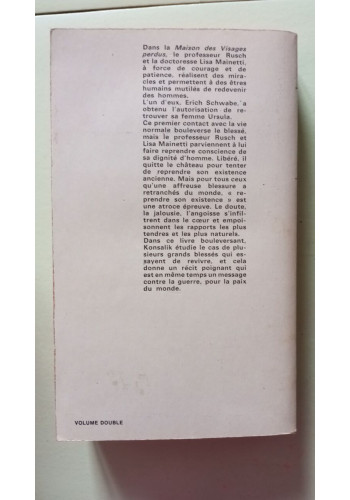 Dans la Maison des Visages
perdus, le professeur Rusch
et la doctoresse Lisa Mainetti,
à force de courage et de
patience, réalisent des mira-
cles et permettent à des êtres
humains mutilés de redevenir
des hommes.
L'un d'eux, Erich Schwabe, a
obtenu l'autorisation de re-
trouver sa femme Ursula.
Ce premier contact avec la vie
normale bouleverse le blessé,
mais le professeur Rusch et
Lisa Mainetti parviennent à lui
faire reprendre conscience de
sa dignité d'homme. Libéré, il
quitte le château pour tenter
de reprendre son existence
ancienne. Mais pour tous ceux
qu'une affreuse blessure a
retranchés du monde, « re-
prendre son existence » est
une atroce épreuve. Le doute,
la jalousie, l'angoisse s'infil-
trent dans le cœur et empoi-
sonnent les rapports les plus
tendres et les plus naturels.
Dans ce livre bouleversant,
Konsalik étudie le cas de plu-
sieurs grands blessés qui es-
sayent de revivre, et cela
donne un récit poignant qui
est en même temps un message
contre la guerre, pour la paix
du monde.
VOLUME DOUBLE